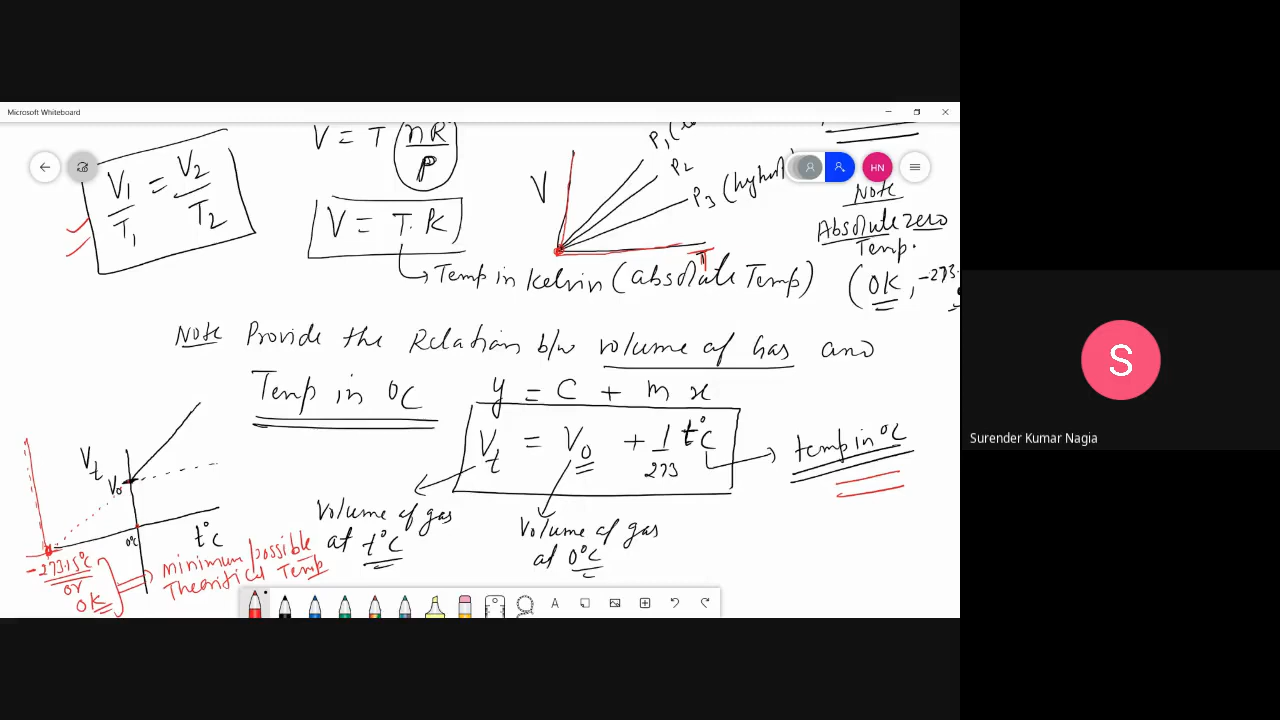 Microsoft Whiteboard
V = T (nR/P)
V1/T1 = V2/T2
V = T.K
Temp in Kelvin (absolute Temp)
V
P1
P2
P3 (highest)
T
HN
Note
Absolute zero
Temp.
(0K, -273.
Note Provide the Relation b/w volume of gas and
Temp in °C
y = C + mx
Vt = V0 + 1/273 t°C
temp in °C
Volume of gas
at t°C
Volume of gas
at 0°C
Vt
V0
0°C
t°C
-273.15°C
or
0K
minimum possible
Theoritical Temp
S
Surender Kumar Nagia